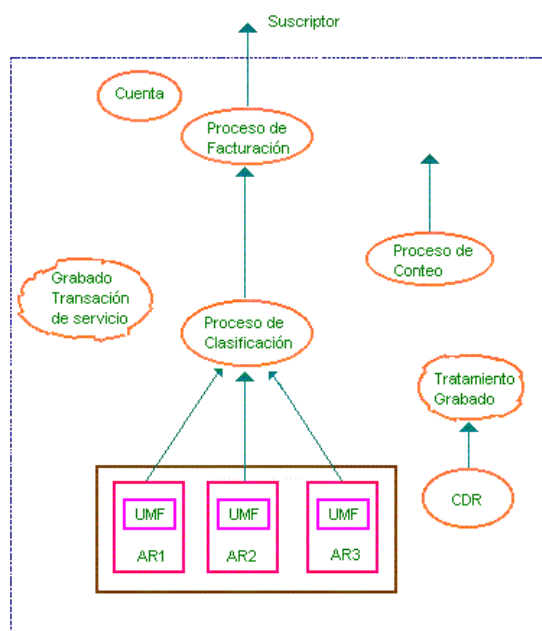 Suscriptor
Cuenta
Proceso de
Facturación
Proceso de
Conteo
Grabado
Transación
de servicio
Proceso de
Clasificación
Tratamiento
Grabado
CDR
UMF
UMF
UMF
AR1
AR2
AR3